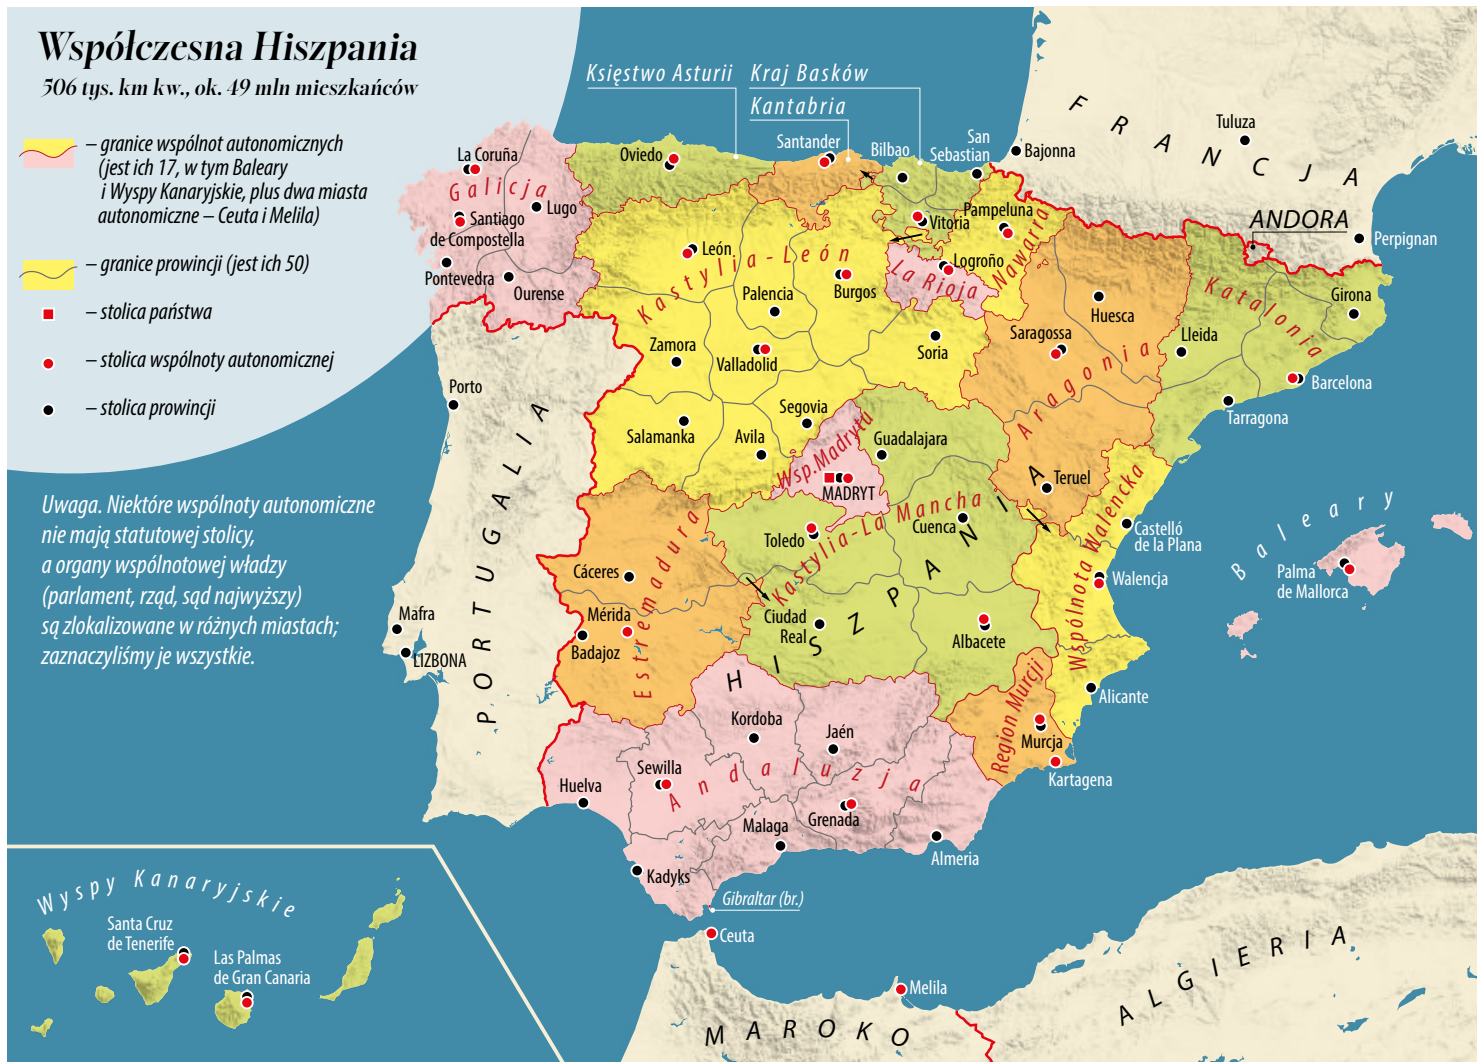 Współczesna Hiszpania
506 tys. km kw., ok. 49 mln mieszkańców
– granice wspólnot autonomicznych
(jest ich 17, w tym Baleary
i Wyspy Kanaryjskie, plus dwa miasta
autonomiczne – Ceuta i Melila)
– granice prowincji (jest ich 50)
– stolica państwa
– stolica wspólnoty autonomicznej
– stolica prowincji
Uwaga. Niektóre wspólnoty autonomiczne
nie mają statutowej stolicy,
a organy wspólnotowej władzy
(parlament, rząd, sąd najwyższy)
są zlokalizowane w różnych miastach;
zaznaczyliśmy je wszystkie.
Księstwo Asturii
Kraj Basków
Kantabria
FRANCJA
Tuluza
Bajonna
ANDORA
Perpignan
La Coruña
Galicja
Lugo
Santiago
de Compostella
Pontevedra
Ourense
Oviedo
Santander
Bilbao
San
Sebastian
Vitoria
Pampeluna
Nawarra
Logroño
La Rioja
León
Kastylia-León
Palencia
Burgos
Zamora
Valladolid
Soria
Segovia
Salamanka
Avila
Huesca
Saragossa
Aragonia
Teruel
Katalonia
Girona
Lleida
Barcelona
Tarragona
Porto
PORTUGALIA
Mafra
LIZBONA
Wsp.Madrytu
MADRYT
Guadalajara
Kastylia-La Mancha
Cuenca
Toledo
Ciudad
Real
Albacete
HISZPANIA
Estremadura
Cáceres
Mérida
Badajoz
Wspólnota Walencka
Castelló
de la Plana
Walencja
Alicante
Baleary
Palma
de Mallorca
Region Murcji
Murcja
Kartagena
Andaluzja
Kordoba
Jaén
Sewilla
Huelva
Grenada
Malaga
Almeria
Kadyks
Gibraltar (br.)
Ceuta
Melila
MAROKO
ALGIERIA
Wyspy Kanaryjskie
Santa Cruz
de Tenerife
Las Palmas
de Gran Canaria